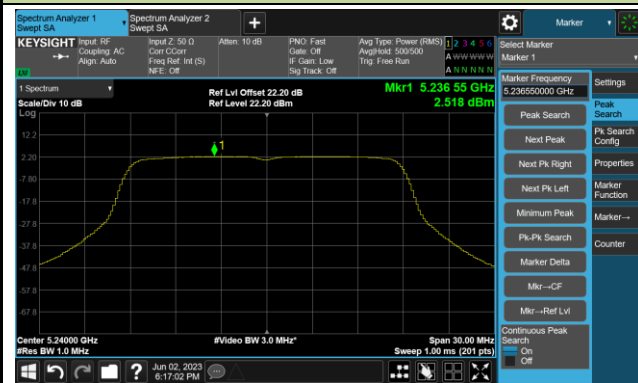 Spectrum Analyzer 1
Swept SA
Spectrum Analyzer 2
Swept SA
+
Marker
KEYSIGHT
Input: RF
Coupling: AC
Align: Auto
Input Z: 50 Ω
Corr CCorr
Freq Ref: Int (S)
NFE: Off
Atten: 10 dB
PNO: Fast
Gate: Off
IF Gain: Low
Sig Track: Off
Avg Type: Power (RMS)
Avg|Hold: 500/500
Trig: Free Run
1 2 3 4 5 6
A W W W W W
A N N N N N
LVI
Select Marker
Marker 1
1 Spectrum
Scale/Div 10 dB
Log
Ref Lvl Offset 22.20 dB
Ref Level 22.20 dBm
Mkr1 5.236 55 GHz
2.518 dBm
1
12.2
2.20
-7.80
-17.8
-27.8
-37.8
-47.8
-57.8
-67.8
Center 5.24000 GHz
#Res BW 1.0 MHz
#Video BW 3.0 MHz*
Span 30.00 MHz
Sweep 1.00 ms (201 pts)
Marker Frequency
5.236550000 GHz
Peak Search
Next Peak
Next Pk Right
Next Pk Left
Minimum Peak
Pk-Pk Search
Marker Delta
Mkr→CF
Mkr→Ref Lvl
Continuous Peak
Search
On
Off
Settings
Peak
Search
Pk Search
Config
Properties
Marker
Function
Marker→
Counter
?
Jun 02, 2023
6:17:02 PM